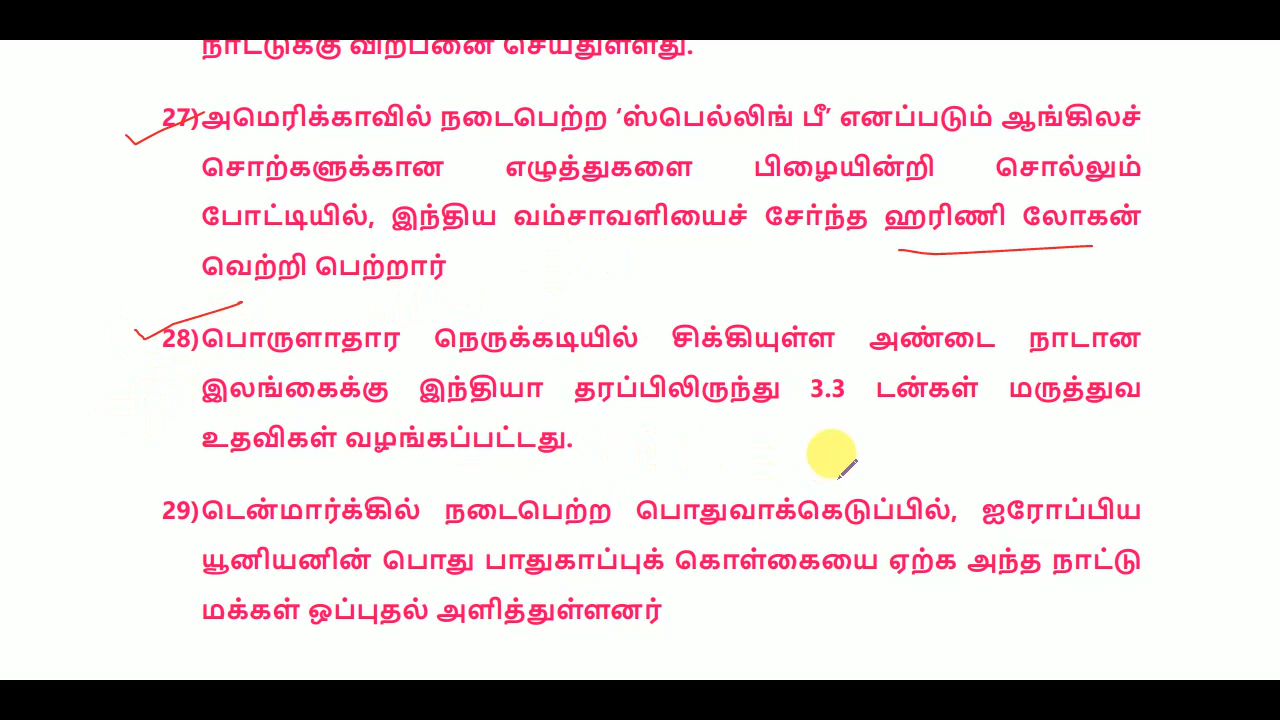 நாட்டுக்கு விற்பனை செய்துள்ளது.
27)அமெரிக்காவில் நடைபெற்ற ‘ஸ்பெல்லிங் பீ’ எனப்படும் ஆங்கிலச்
சொற்களுக்கான எழுத்துகளை பிழையின்றி சொல்லும்
போட்டியில், இந்திய வம்சாவளியைச் சேர்ந்த ஹரிணி லோகன்
வெற்றி பெற்றார்
28)பொருளாதார நெருக்கடியில் சிக்கியுள்ள அண்டை நாடான
இலங்கைக்கு இந்தியா தரப்பிலிருந்து 3.3 டன்கள் மருத்துவ
உதவிகள் வழங்கப்பட்டது.
29)டென்மார்க்கில் நடைபெற்ற பொதுவாக்கெடுப்பில், ஐரோப்பிய
யூனியனின் பொது பாதுகாப்புக் கொள்கையை ஏற்க அந்த நாட்டு
மக்கள் ஒப்புதல் அளித்துள்ளனர்